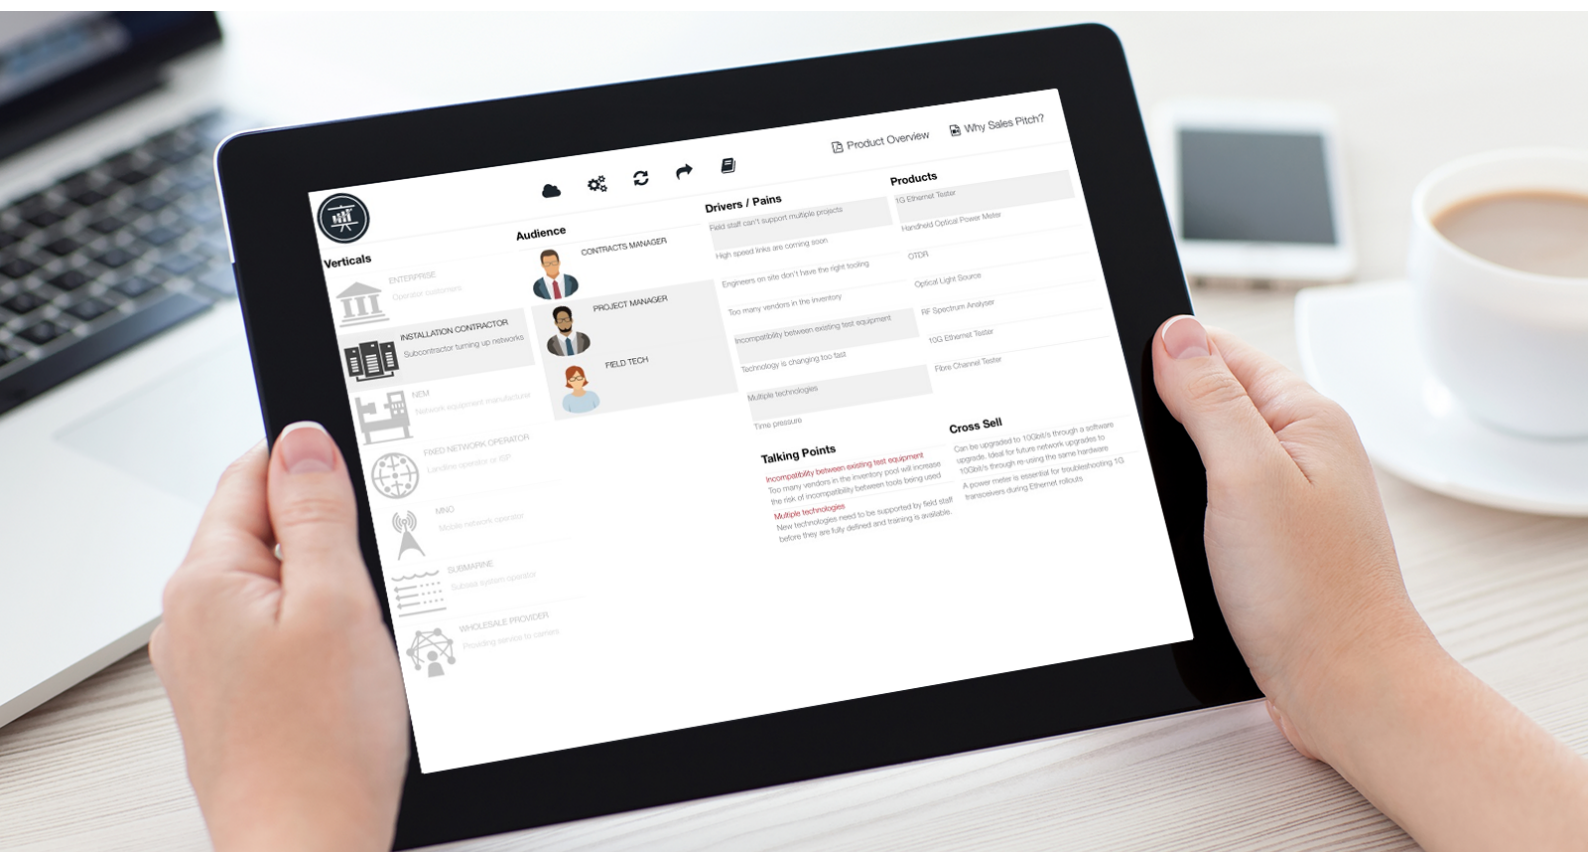 Product Overview
Why Sales Pitch?
Verticals
ENTERPRISE
Operator customers
INSTALLATION CONTRACTOR
Subcontractor turning up networks
NEM
Network equipment manufacturer
FIXED NETWORK OPERATOR
Landline operator or ISP
MNO
Mobile network operator
SUBMARINE
Subsea system operator
WHOLESALE PROVIDER
Providing service to carriers
Audience
CONTRACTS MANAGER
PROJECT MANAGER
FIELD TECH
Drivers / Pains
Field staff can't support multiple projects
High speed links are coming soon
Engineers on site don't have the right tooling
Too many vendors in the inventory
Incompatibility between existing test equipment
Technology is changing too fast
Multiple technologies
Time pressure
Products
1G Ethernet Tester
Handheld Optical Power Meter
OTDR
Optical Light Source
RF Spectrum Analyser
10G Ethernet Tester
Fibre Channel Tester
Talking Points
Incompatibility between existing test equipment
Too many vendors in the inventory pool will increase
the risk of incompatibility between tools being used
Multiple technologies
New technologies need to be supported by field staff
before they are fully defined and training is available.
Cross Sell
Can be upgraded to 10Gbit/s through a software
upgrade. Ideal for future network upgrades to
10Gbit/s through re-using the same hardware
A power meter is essential for troubleshooting 1G
transceivers during Ethernet rollouts